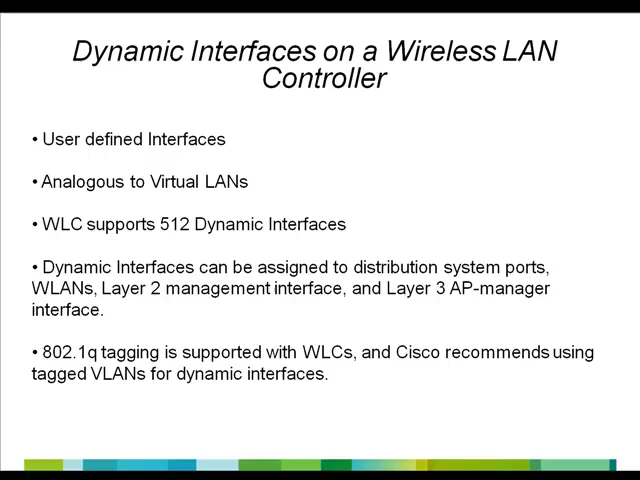 Dynamic Interfaces on a Wireless LAN
Controller
• User defined Interfaces
• Analogous to Virtual LANs
• WLC supports 512 Dynamic Interfaces
• Dynamic Interfaces can be assigned to distribution system ports,
WLANs, Layer 2 management interface, and Layer 3 AP-manager
interface.
• 802.1q tagging is supported with WLCs, and Cisco recommends using
tagged VLANs for dynamic interfaces.